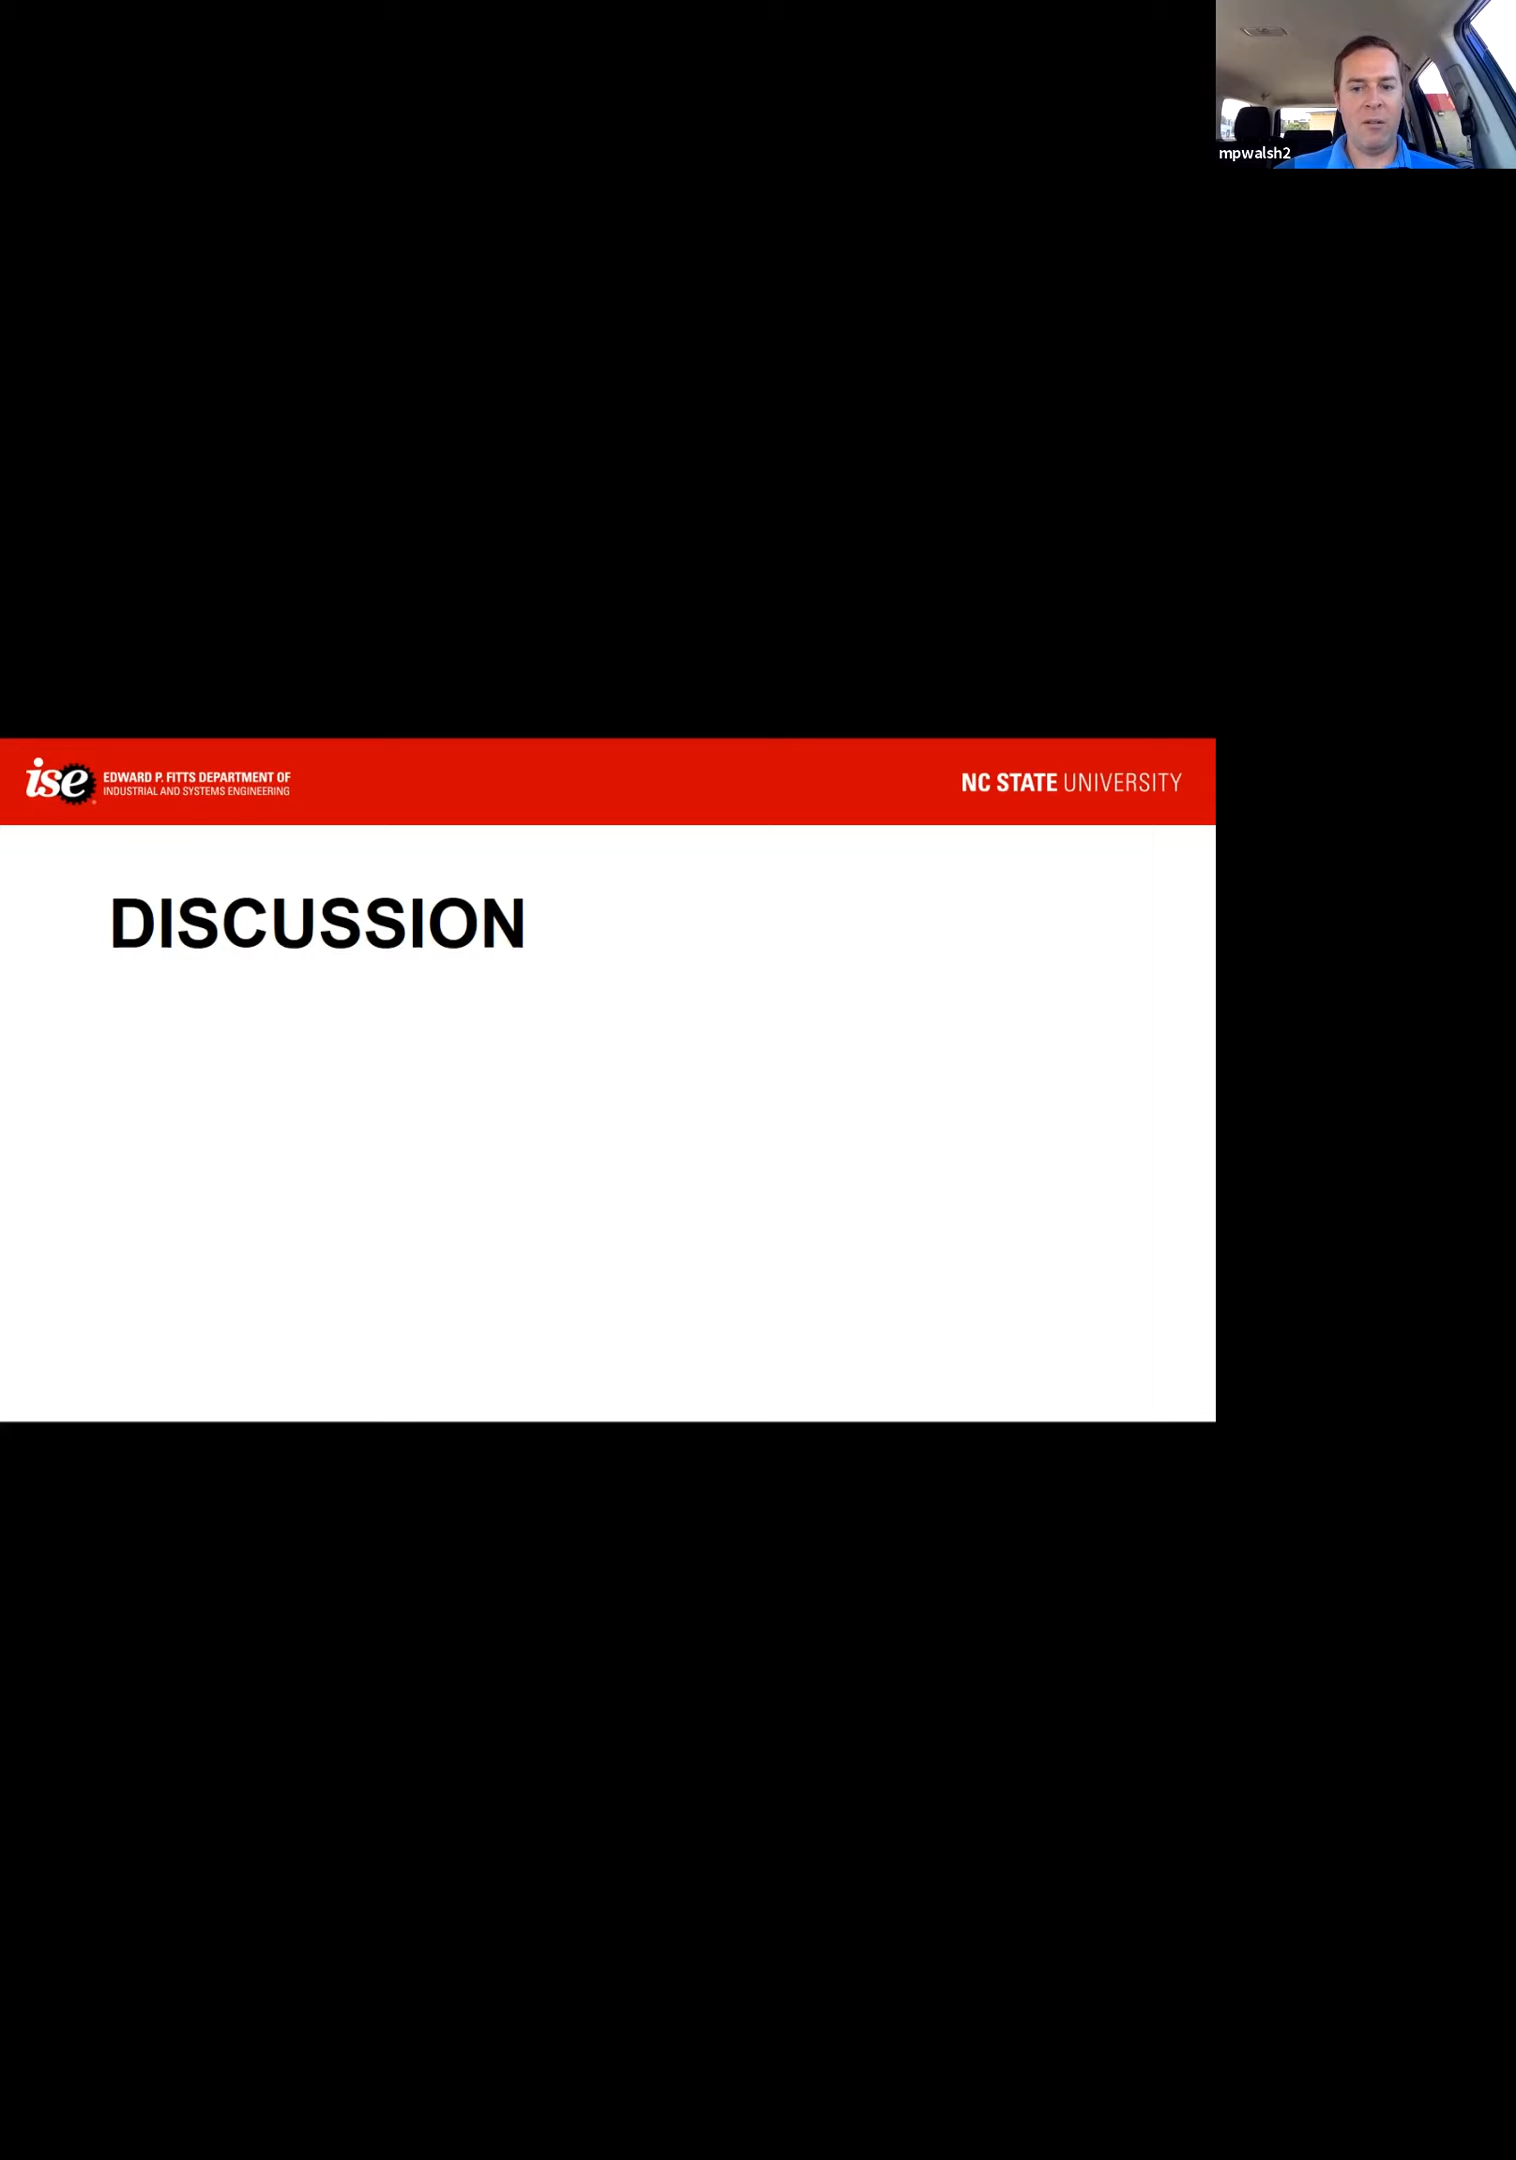 mpwalsh2
ise
EDWARD P. FITTS DEPARTMENT OF
INDUSTRIAL AND SYSTEMS ENGINEERING
NC STATE UNIVERSITY
DISCUSSION